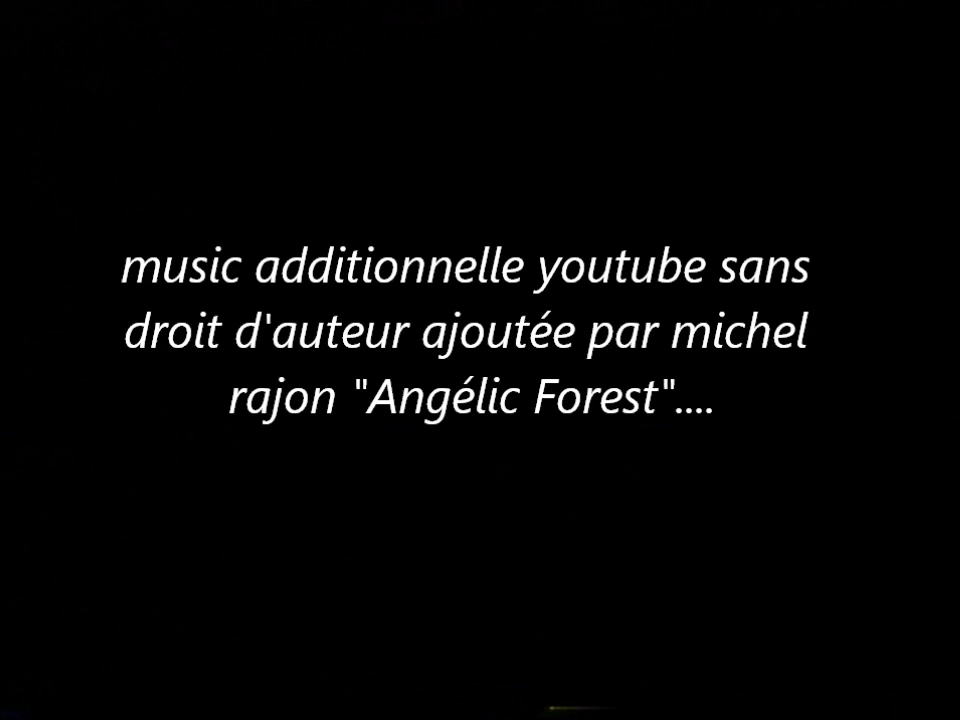 music additionnelle youtube sans
droit d'auteur ajoutée par michel
rajon "Angélic Forest"....